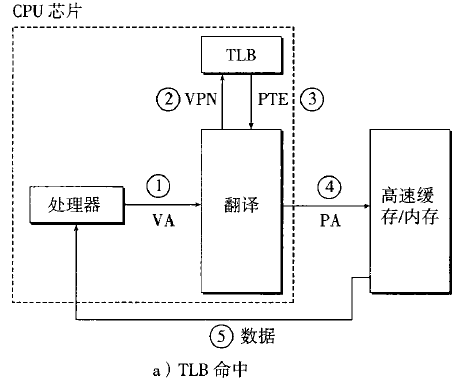 CPU 芯片
TLB
② VPN PTE ③
① ④
处理器 VA 翻译 PA 高速缓存/内存
⑤ 数据
a）TLB 命中